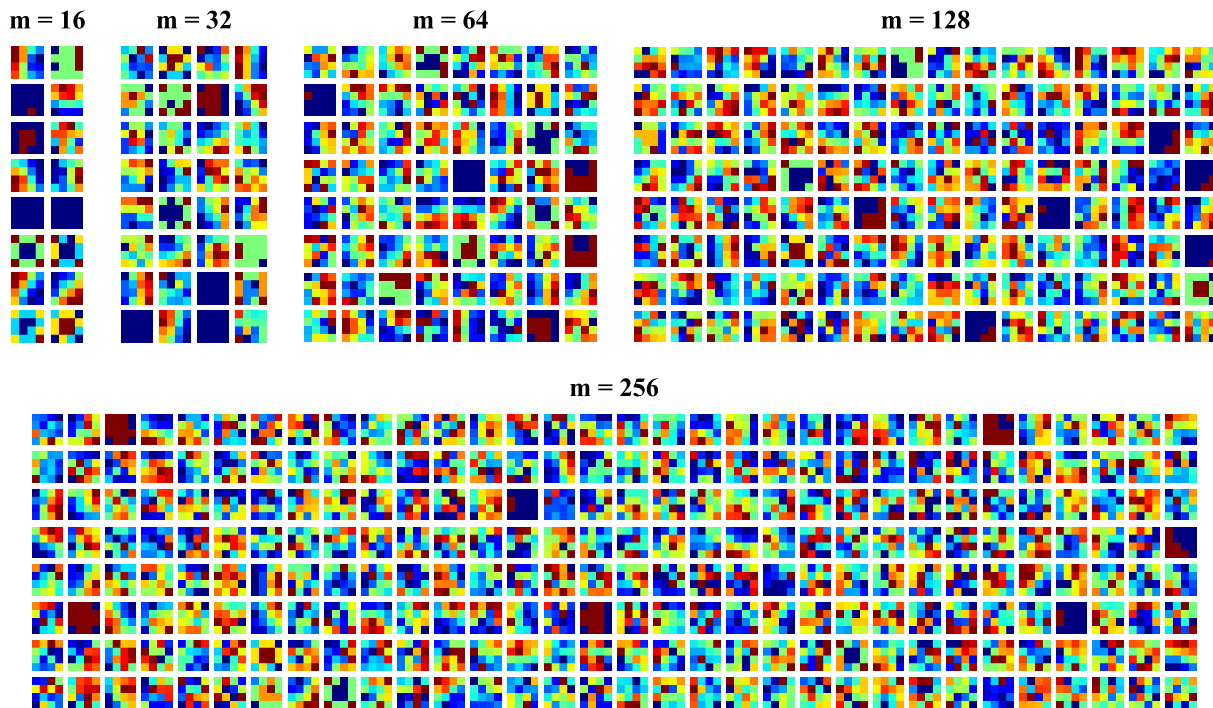 m = 16
m = 32
m = 64
m = 128
m = 256